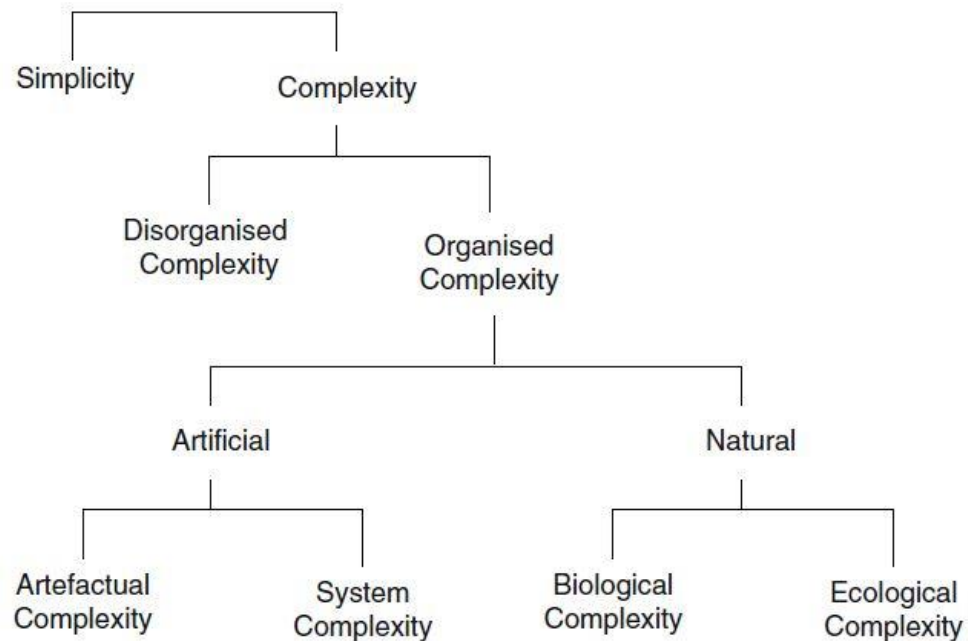 Simplicity
Complexity
Disorganised
Complexity
Organised
Complexity
Artificial
Natural
Artefactual
Complexity
System
Complexity
Biological
Complexity
Ecological
Complexity